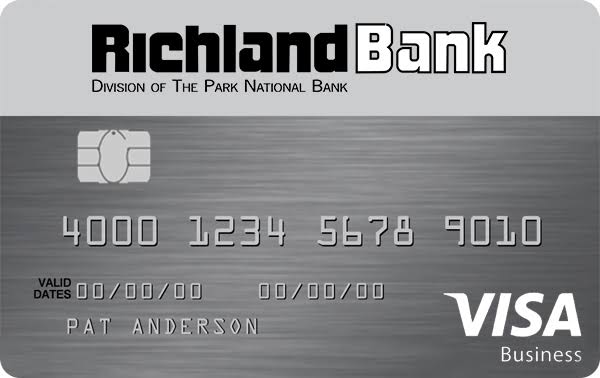 Richland Bank
Division of The Park National Bank
4000 1234 5678 9010
VALID DATES 00/00/00 00/00/00
PAT ANDERSON
VISA
Business